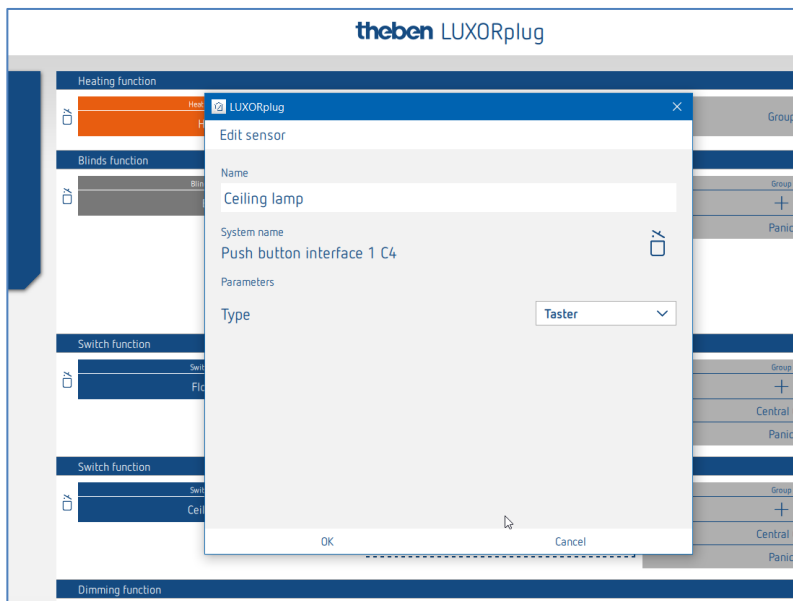 theben LUXORplug
Heating function
Heat
H
Group
LUXORplug
Edit sensor
Name
Ceiling lamp
System name
Push button interface 1 C4
Parameters
Type
Taster
OK
Cancel
Blinds function
Blin
Group
+
Panic
Switch function
Swit
Flo
Group
+
Central
Panic
Switch function
Swit
Ceil
Group
+
Central
Panic
Dimming function